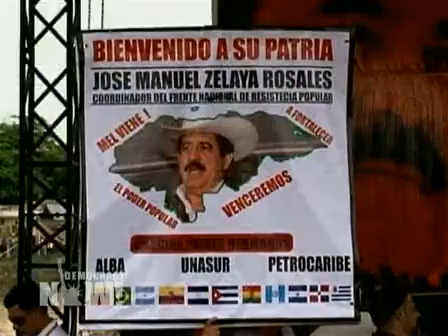 BIENVENIDO A SU PATRIA
JOSE MANUEL ZELAYA ROSALES
COORDINADOR DEL FRENTE NACIONAL DE RESISTECIA POPULAR
MEL VIENE !
A FORTALECER
EL PODER POPULAR
VENCEREMOS
ALBA UNASUR PETROCARIBE
DEMOCRACY
NOW!